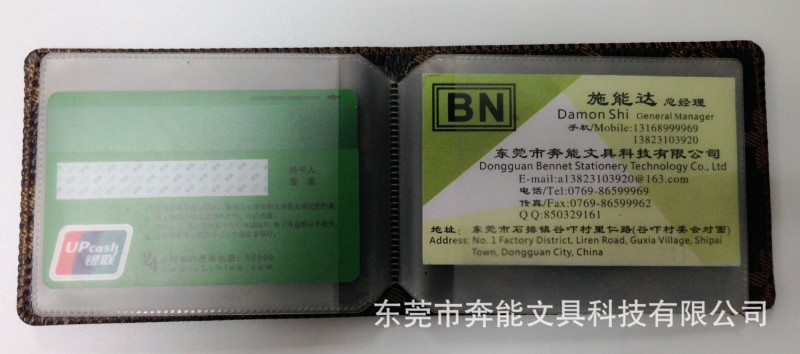 持卡人
签 名
UPcash
银联
BN
施能达 总经理
Damon Shi General Manager
手机/Mobile:13168999969
13823103920
东莞市奔能文具科技有限公司
Dongguan Bennet Stationery Technology Co., Ltd
E-mail:a13823103920@163.com
电话/Tel:0769-86599969
传真/Fax:0769-86599962
QQ:850329161
地址: 东莞市石排镇谷吓村里仁路(谷吓村委会对面)
Address: No. 1 Factory District, Liren Road, Guxia Village, Shipai
Town, Dongguan City, China
东莞市奔能文具科技有限公司